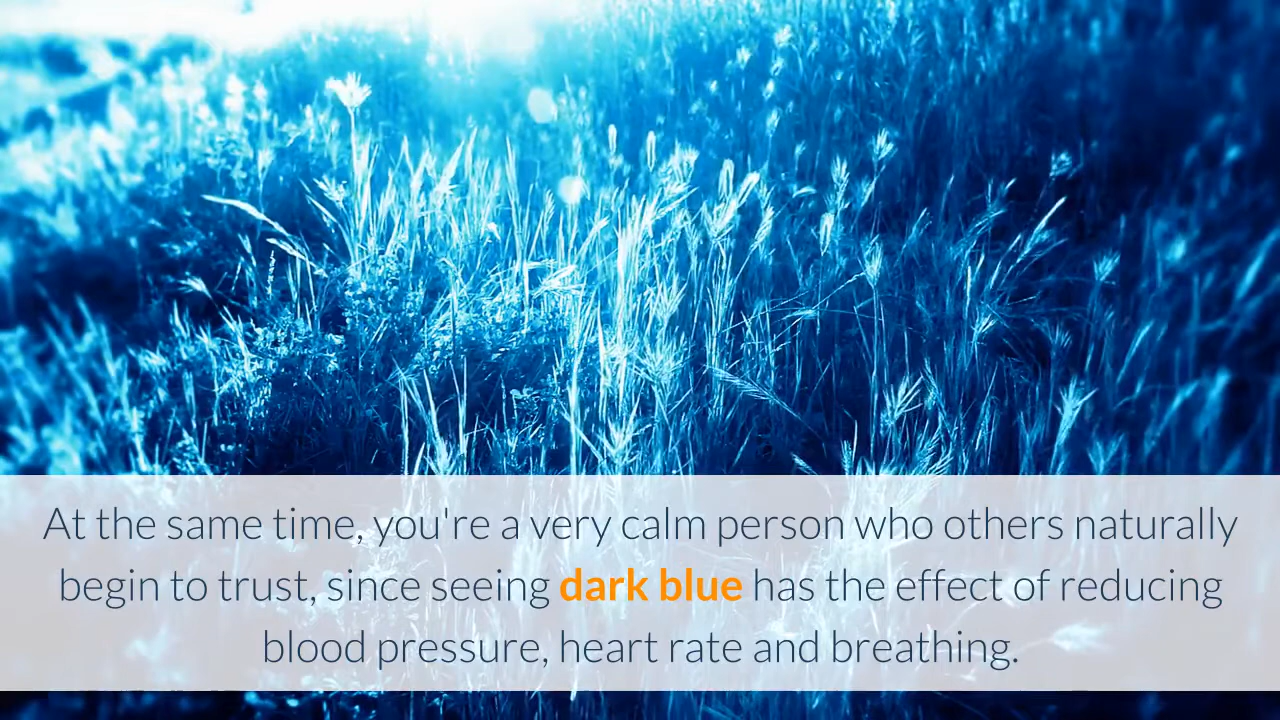 At the same time, you're a very calm person who others naturally
begin to trust, since seeing dark blue has the effect of reducing
blood pressure, heart rate and breathing.